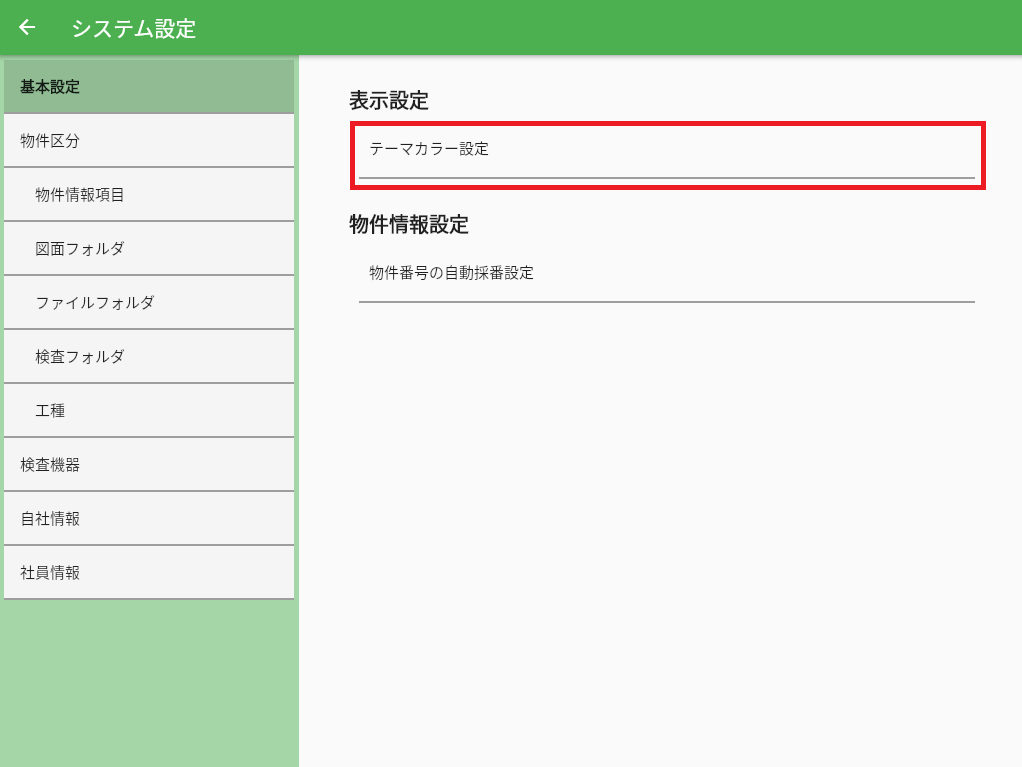 システム設定
基本設定
物件区分
物件情報項目
図面フォルダ
ファイルフォルダ
検査フォルダ
工種
検査機器
自社情報
社員情報
表示設定
テーマカラー設定
物件情報設定
物件番号の自動採番設定